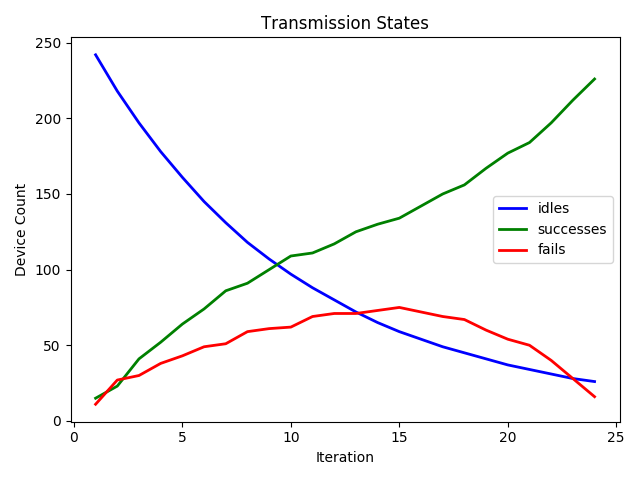 Transmission States
250
200
150
100
50
0
Device Count
idles
successes
fails
0 5 10 15 20 25
Iteration